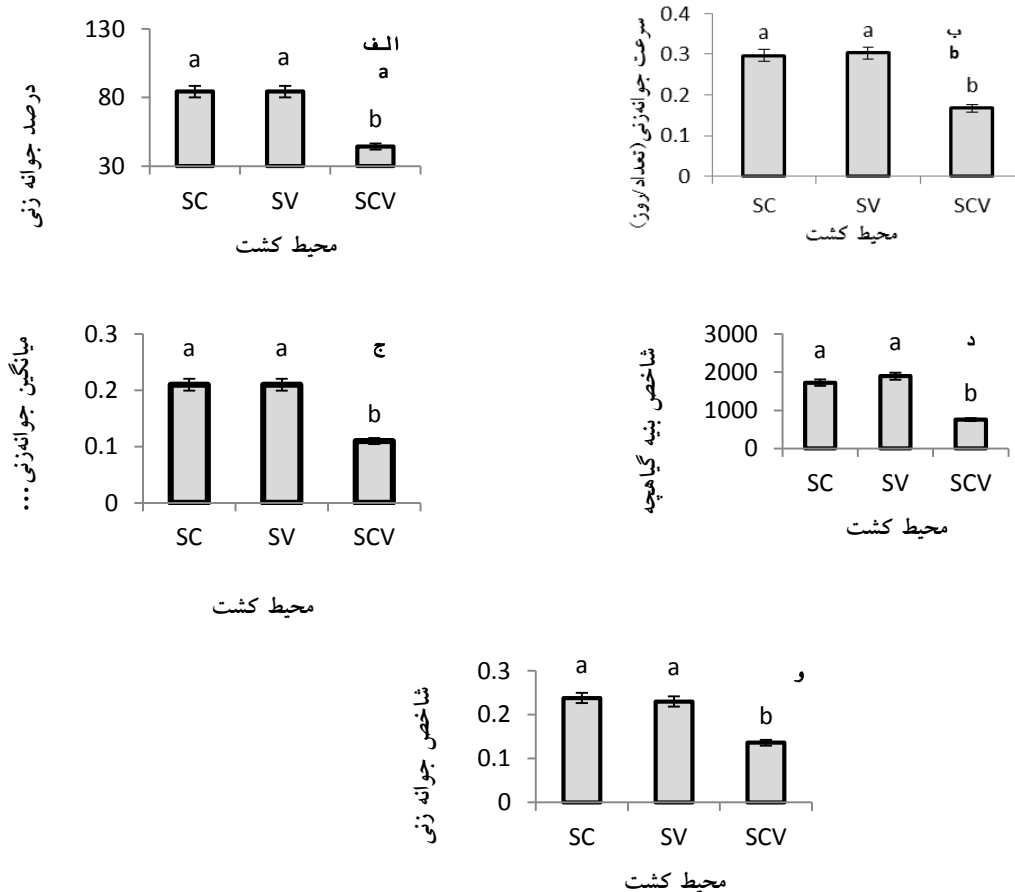 درصد جوانه زنی
130
80
30
a
a
b
الف
a
SC
SV
SCV
محیط کشت
سرعت جوانه‌زنی(تعداد/روز)
0.4
0.3
0.2
0.1
0
a
a
b
ب
b
SC
SV
SCV
محیط کشت
میانگین جوانه‌زنی...
0.3
0.2
0.1
0
a
a
b
ج
SC
SV
SCV
محیط کشت
شاخص بنیه گیاهچه
3000
2000
1000
0
a
a
b
د
SC
SV
SCV
محیط کشت
شاخص جوانه زنی
0.3
0.2
0.1
0
a
a
b
و
SC
SV
SCV
محیط کشت